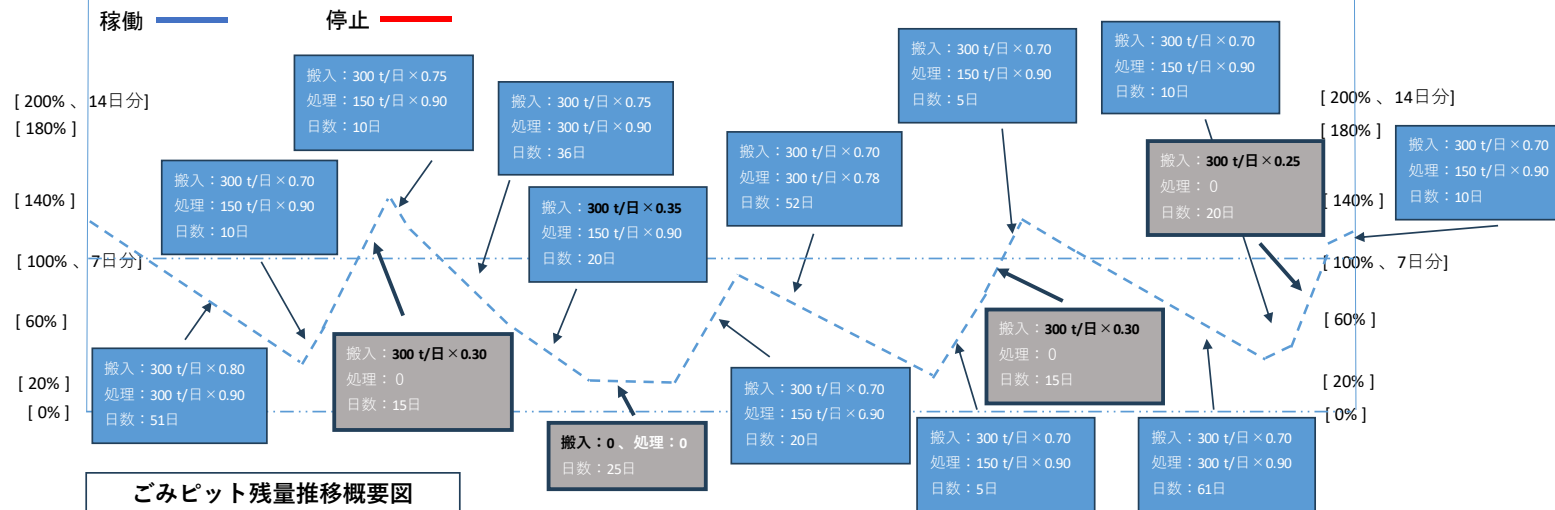 稼働
停止
[ 200% 、14日分]
[ 180% ]
[ 140% ]
[ 100% 、7日分]
[ 60% ]
[ 20% ]
[ 0% ]
搬入：300 t/日×0.80
処理：300 t/日×0.90
日数：51日
搬入：300 t/日×0.70
処理：150 t/日×0.90
日数：10日
搬入：300 t/日×0.75
処理：150 t/日×0.90
日数：10日
搬入：300 t/日×0.30
処理：0
日数：15日
搬入：300 t/日×0.75
処理：300 t/日×0.90
日数：36日
搬入：300 t/日×0.35
処理：150 t/日×0.90
日数：20日
搬入：0 、処理：0
日数：25日
搬入：300 t/日×0.70
処理：300 t/日×0.78
日数：52日
搬入：300 t/日×0.70
処理：150 t/日×0.90
日数：20日
搬入：300 t/日×0.70
処理：150 t/日×0.90
日数：5日
搬入：300 t/日×0.30
処理：0
日数：15日
搬入：300 t/日×0.70
処理：150 t/日×0.90
日数：5日
搬入：300 t/日×0.70
処理：150 t/日×0.90
日数：10日
搬入：300 t/日×0.25
処理：0
日数：20日
搬入：300 t/日×0.70
処理：300 t/日×0.90
日数：61日
[ 200% 、14日分]
[ 180% ]
[ 140% ]
[ 100% 、7日分]
[ 60% ]
[ 20% ]
[ 0% ]
搬入：300 t/日×0.70
処理：150 t/日×0.90
日数：10日
ごみピット残量推移概要図